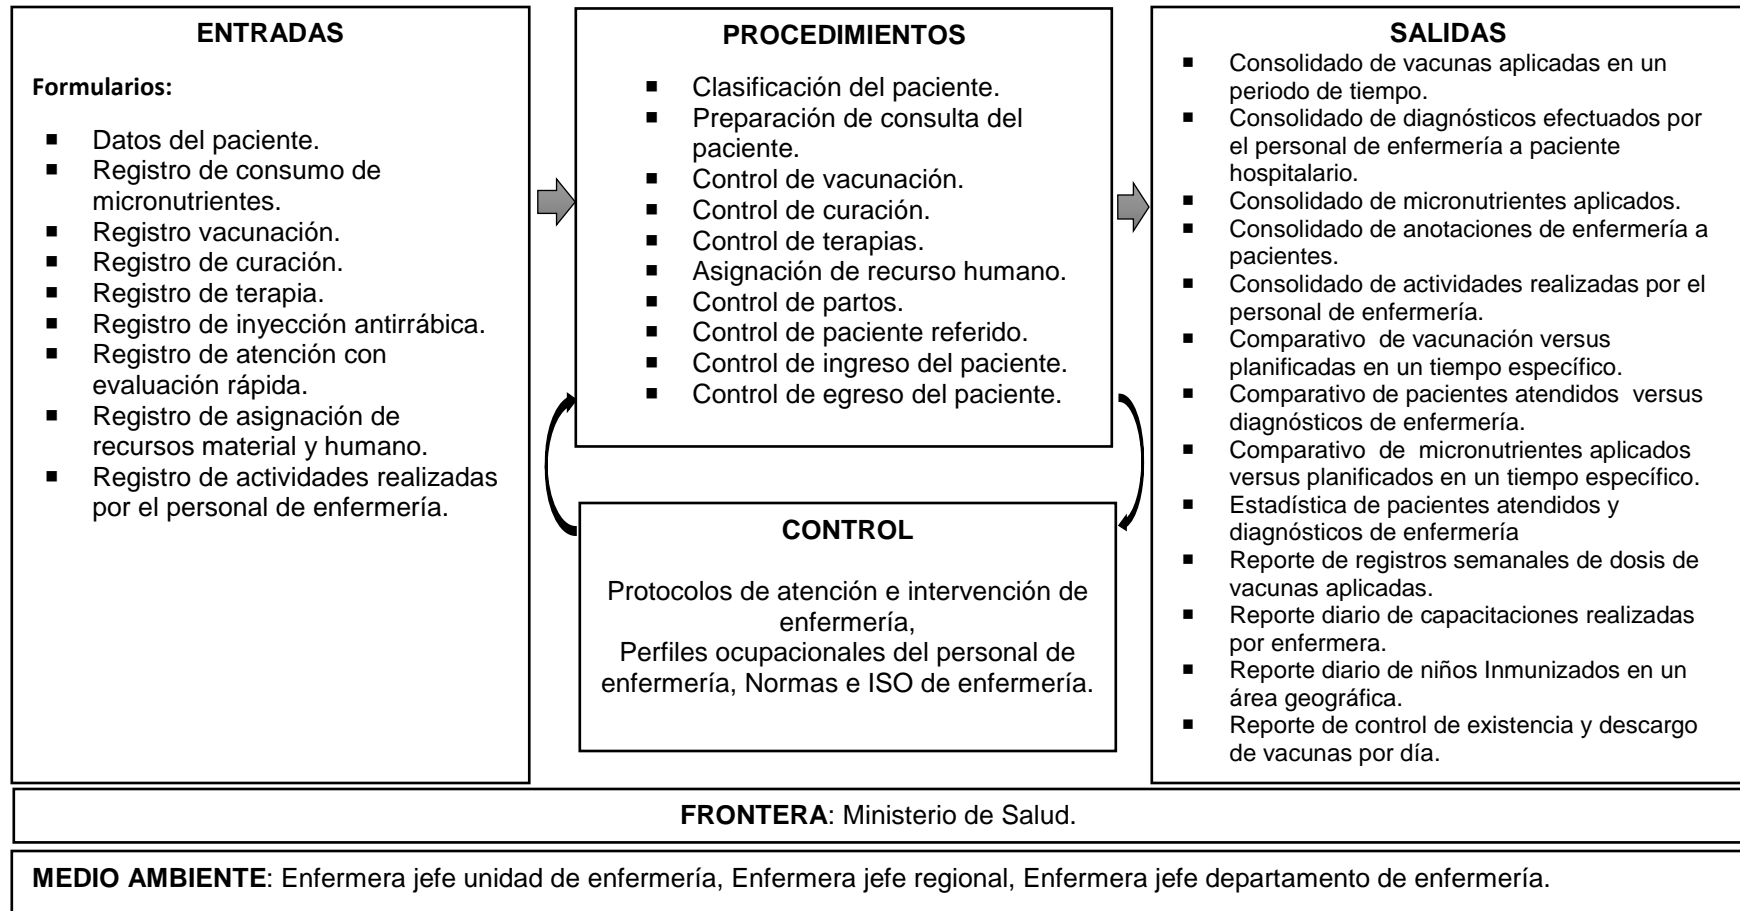 ENTRADAS
Formularios:
▪ Datos del paciente.
▪ Registro de consumo de
micronutrientes.
▪ Registro vacunación.
▪ Registro de curación.
▪ Registro de terapia.
▪ Registro de inyección antirrábica.
▪ Registro de atención con
evaluación rápida.
▪ Registro de asignación de
recursos material y humano.
▪ Registro de actividades realizadas
por el personal de enfermería.
PROCEDIMIENTOS
▪ Clasificación del paciente.
▪ Preparación de consulta del
paciente.
▪ Control de vacunación.
▪ Control de curación.
▪ Control de terapias.
▪ Asignación de recurso humano.
▪ Control de partos.
▪ Control de paciente referido.
▪ Control de ingreso del paciente.
▪ Control de egreso del paciente.
CONTROL
Protocolos de atención e intervención de
enfermería,
Perfiles ocupacionales del personal de
enfermería, Normas e ISO de enfermería.
SALIDAS
▪ Consolidado de vacunas aplicadas en un
periodo de tiempo.
▪ Consolidado de diagnósticos efectuados por
el personal de enfermería a paciente
hospitalario.
▪ Consolidado de micronutrientes aplicados.
▪ Consolidado de anotaciones de enfermería a
pacientes.
▪ Consolidado de actividades realizadas por el
personal de enfermería.
▪ Comparativo de vacunación versus
planificadas en un tiempo específico.
▪ Comparativo de pacientes atendidos versus
diagnósticos de enfermería.
▪ Comparativo de micronutrientes aplicados
versus planificados en un tiempo específico.
▪ Estadística de pacientes atendidos y
diagnósticos de enfermería
▪ Reporte de registros semanales de dosis de
vacunas aplicadas.
▪ Reporte diario de capacitaciones realizadas
por enfermera.
▪ Reporte diario de niños Inmunizados en un
área geográfica.
▪ Reporte de control de existencia y descargo
de vacunas por día.
FRONTERA: Ministerio de Salud.
MEDIO AMBIENTE: Enfermera jefe unidad de enfermería, Enfermera jefe regional, Enfermera jefe departamento de enfermería.